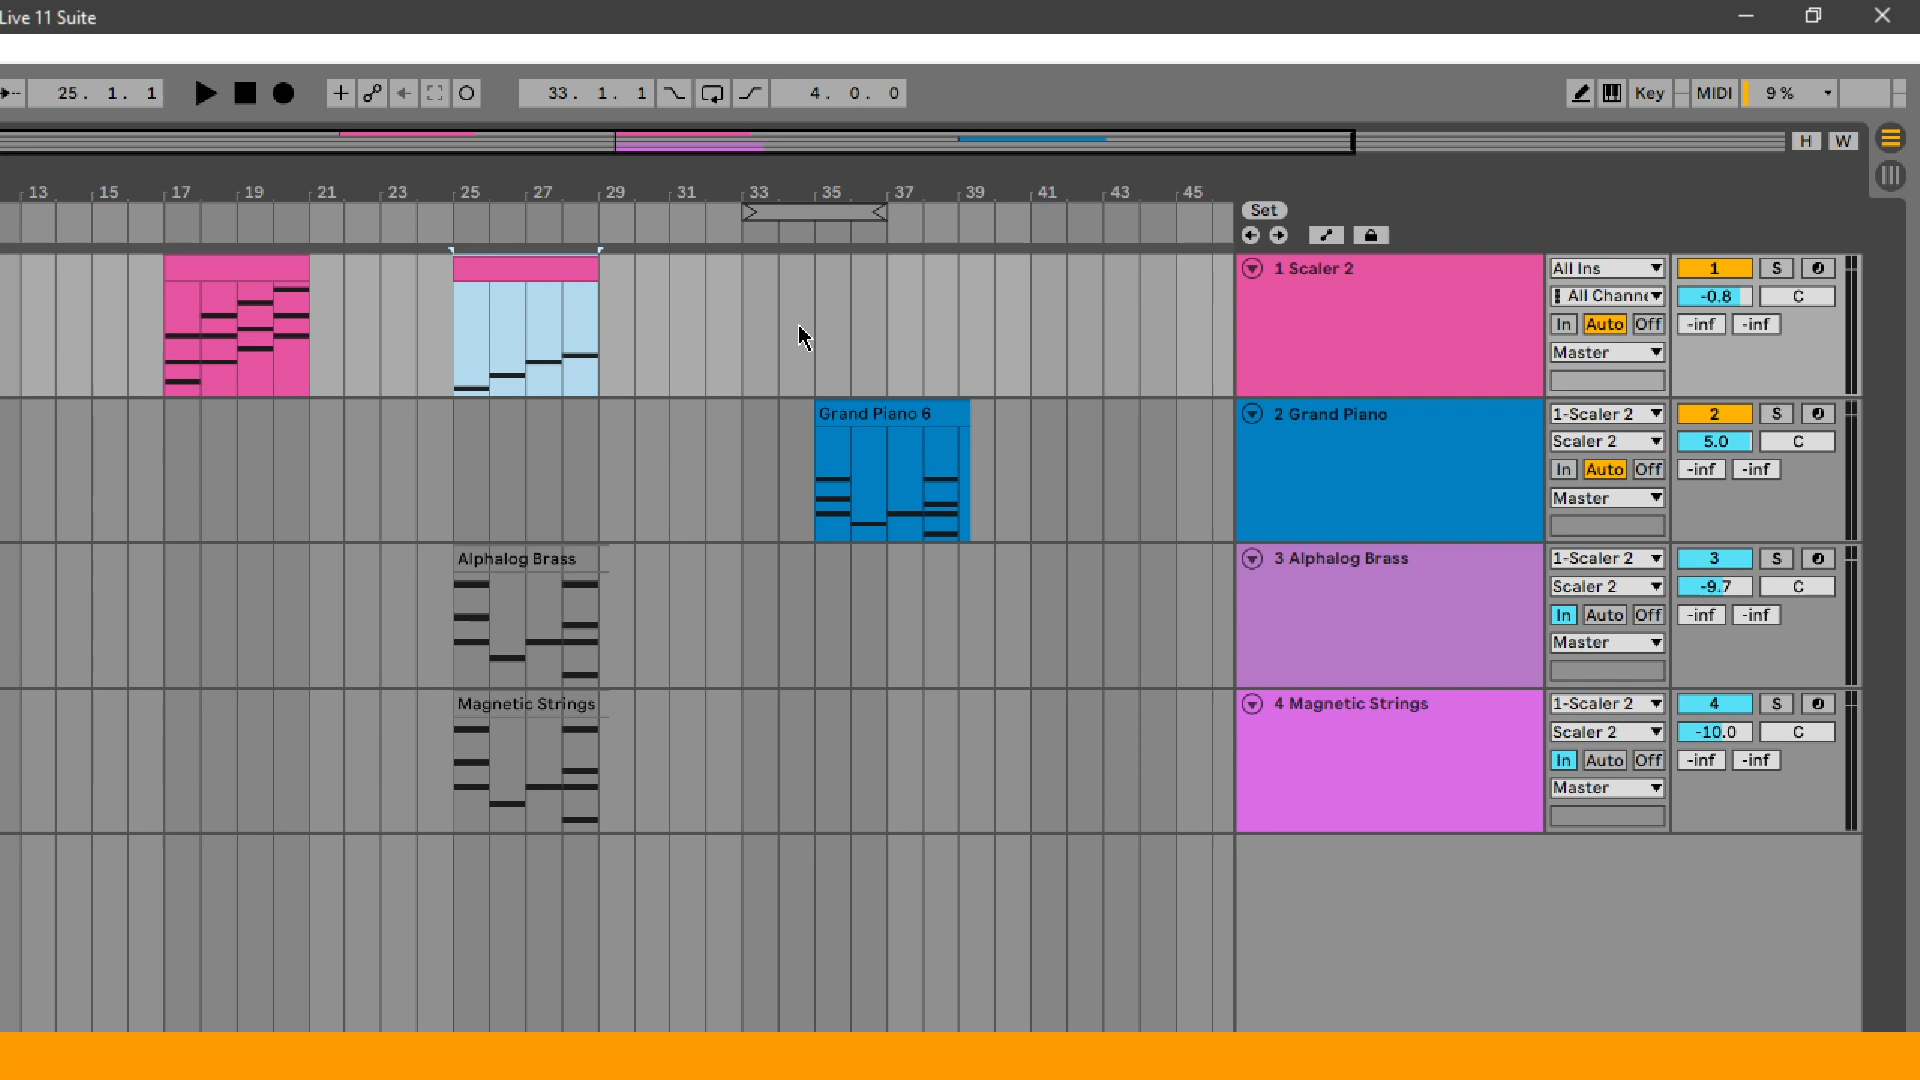 Live 11 Suite
25. 1. 1
33. 1. 1
4. 0. 0
Key
MIDI
9 %
H
W
13 15 17 19 21 23 25 27 29 31 33 35 37 39 41 43 45
Set
1 Scaler 2
All Ins
1
S
All Channe
-0.8
C
In Auto Off
-inf
-inf
Master
Grand Piano 6
2 Grand Piano
1-Scaler 2
2
S
Scaler 2
5.0
C
In Auto Off
-inf
-inf
Master
Alphalog Brass
3 Alphalog Brass
1-Scaler 2
3
S
Scaler 2
-9.7
C
In Auto Off
-inf
-inf
Master
Magnetic Strings
4 Magnetic Strings
1-Scaler 2
4
S
Scaler 2
-10.0
C
In Auto Off
-inf
-inf
Master